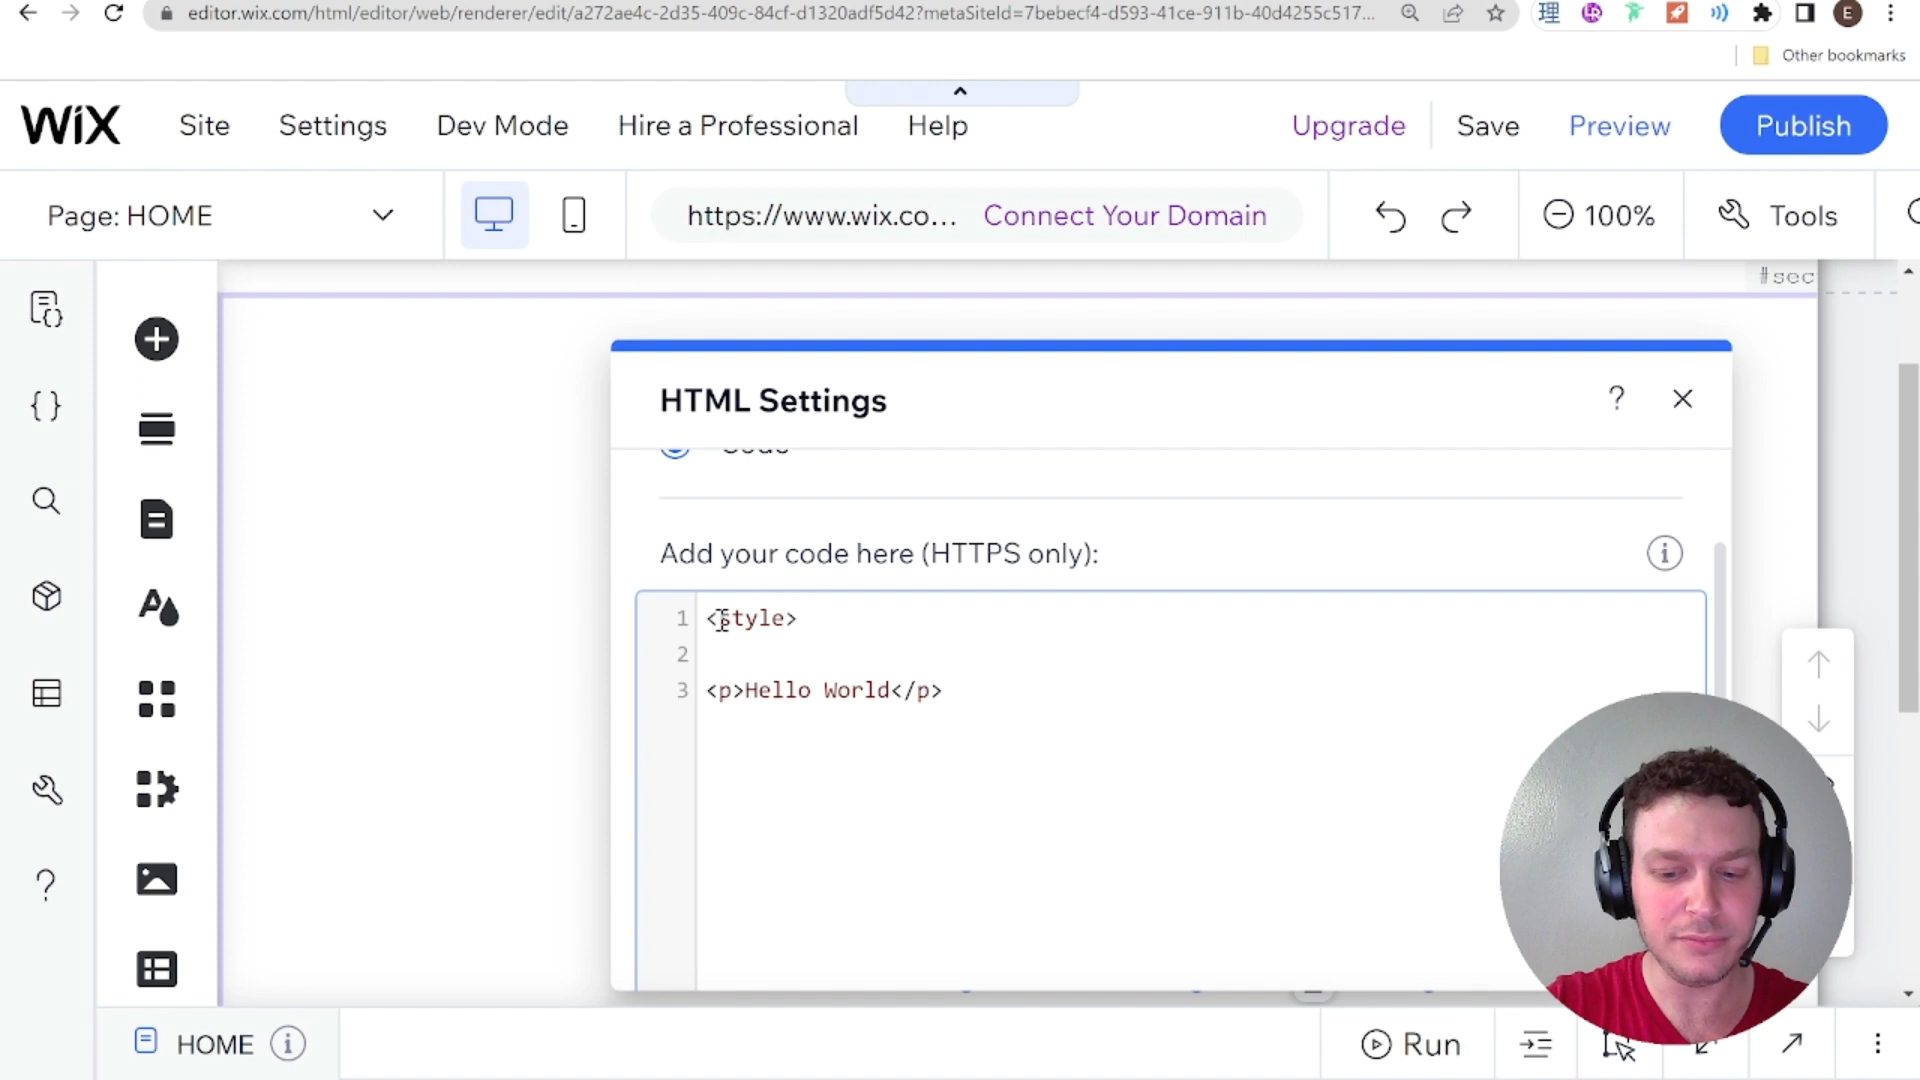 editor.wix.com/html/editor/web/renderer/edit/a272ae4c-2d35-409c-84cf-d1320adf5d42?metaSiteId=7bebecf4-d593-41ce-911b-40d4255c517...
理
E
Other bookmarks
WiX
Site
Settings
Dev Mode
Hire a Professional
Help
Upgrade
Save
Preview
Publish
Page: HOME
https://www.wix.co...
Connect Your Domain
100%
Tools
#sec
HTML Settings
?
Code
Add your code here (HTTPS only):
1 <style>
2
3 <p>Hello World</p>
HOME
Run